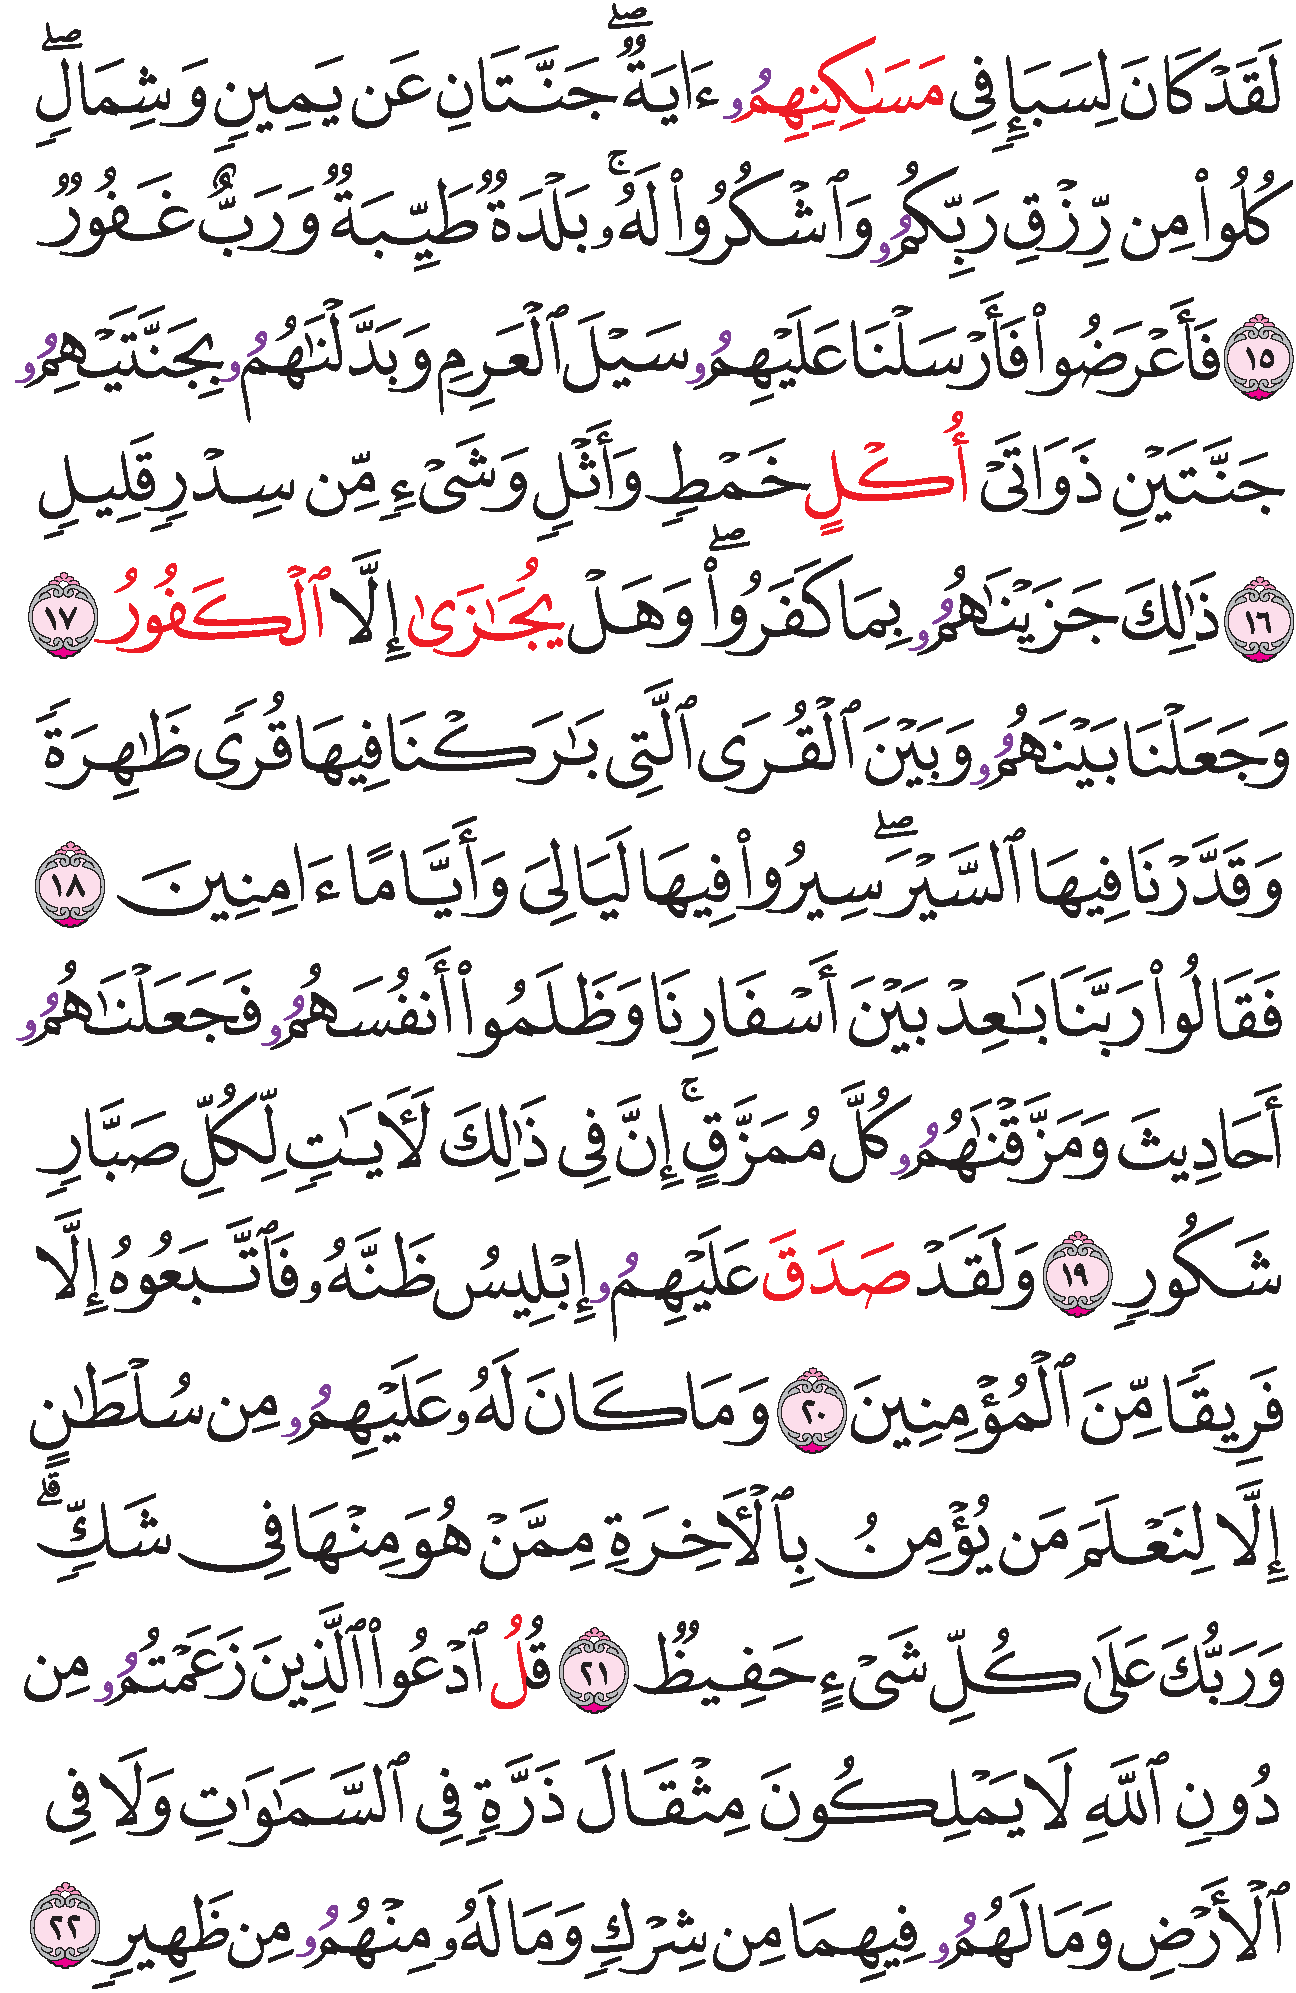 لَقَدْ كَانَ لِسَبَإٍ فِى مَسَـٰكِنِهِمُۥ ءَايَةٌ ۖ جَنَّتَانِ عَن يَمِينٍ وَشِمَالٍ ۖ
كُلُوا۟ مِن رِّزْقِ رَبِّكُمُۥ وَٱشْكُرُوا۟ لَهُۥ ۚ بَلْدَةٌ طَيِّبَةٌ وَرَبٌّ غَفُورٌ
١٥ فَأَعْرَضُوا۟ فَأَرْسَلْنَا عَلَيْهِمُۥ سَيْلَ ٱلْعَرِمِ وَبَدَّلْنَـٰهُمُۥ بِجَنَّتَيْهِمُۥ
جَنَّتَيْنِ ذَوَاتَىْ أُكْلٍ خَمْطٍ وَأَثْلٍ وَشَىْءٍ مِّن سِدْرٍ قَلِيلٍ
١٦ ذَٰلِكَ جَزَيْنَـٰهُمُۥ بِمَا كَفَرُوا۟ ۖ وَهَلْ يُجَـٰزَىٰ إِلَّا ٱلْكَفُورُ ١٧
وَجَعَلْنَا بَيْنَهُمُۥ وَبَيْنَ ٱلْقُرَى ٱلَّتِى بَـٰرَكْنَا فِيهَا قُرًى ظَـٰهِرَةً
وَقَدَّرْنَا فِيهَا ٱلسَّيْرَ ۖ سِيرُوا۟ فِيهَا لَيَالِىَ وَأَيَّامًا ءَامِنِينَ ١٨
فَقَالُوا۟ رَبَّنَا بَـٰعِدْ بَيْنَ أَسْفَارِنَا وَظَلَمُوا۟ أَنفُسَهُمُۥ فَجَعَلْنَـٰهُمُۥ
أَحَادِيثَ وَمَزَّقْنَـٰهُمُۥ كُلَّ مُمَزَّقٍ ۚ إِنَّ فِى ذَٰلِكَ لَـَٔايَـٰتٍ لِّكُلِّ صَبَّارٍ
شَكُورٍ ١٩ وَلَقَدْ صَدَقَ عَلَيْهِمُۥ إِبْلِيسُ ظَنَّهُۥ فَٱتَّبَعُوهُ إِلَّا
فَرِيقًا مِّنَ ٱلْمُؤْمِنِينَ ٢٠ وَمَا كَانَ لَهُۥ عَلَيْهِمُۥ مِن سُلْطَـٰنٍ
إِلَّا لِنَعْلَمَ مَن يُؤْمِنُ بِٱلْـَٔاخِرَةِ مِمَّنْ هُوَ مِنْهَا فِى شَكٍّ ۗ
وَرَبُّكَ عَلَىٰ كُلِّ شَىْءٍ حَفِيظٌ ٢١ قُلُ ٱدْعُوا۟ ٱلَّذِينَ زَعَمْتُمُۥ مِن
دُونِ ٱللَّهِ لَا يَمْلِكُونَ مِثْقَالَ ذَرَّةٍ فِى ٱلسَّمَـٰوَٰتِ وَلَا فِى
ٱلْأَرْضِ وَمَا لَهُمُۥ فِيهِمَا مِن شِرْكٍ وَمَا لَهُۥ مِنْهُمُۥ مِن ظَهِيرٍ ٢٢